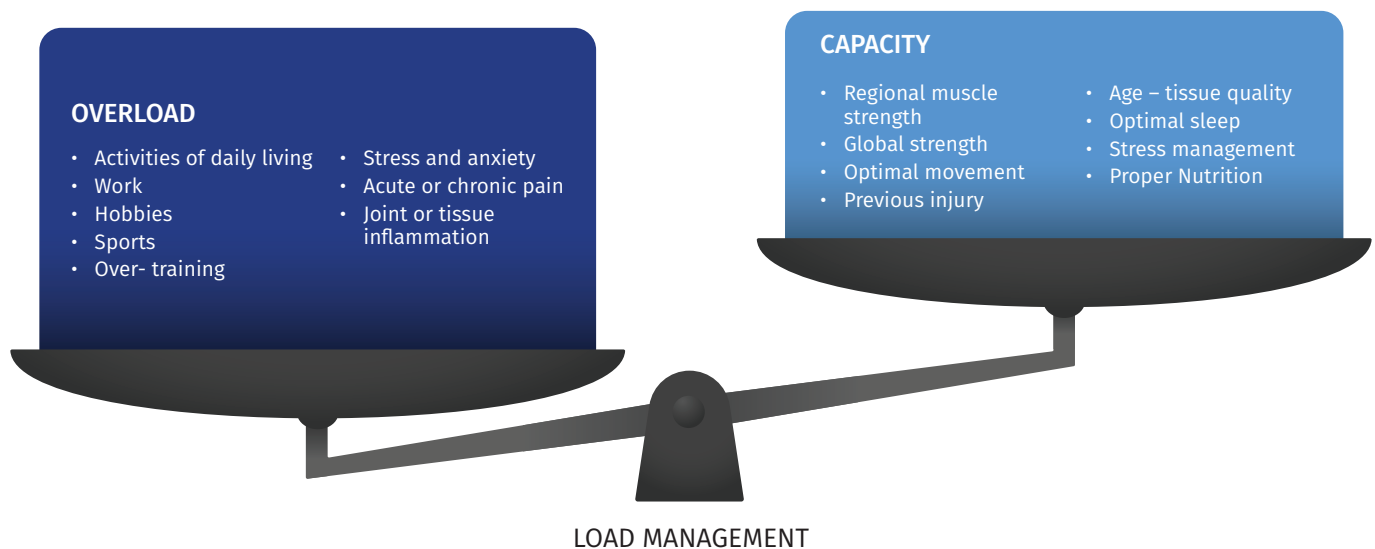 OVERLOAD
• Activities of daily living
• Work
• Hobbies
• Sports
• Over- training
• Stress and anxiety
• Acute or chronic pain
• Joint or tissue
inflammation
CAPACITY
• Regional muscle
strength
• Global strength
• Optimal movement
• Previous injury
• Age – tissue quality
• Optimal sleep
• Stress management
• Proper Nutrition
LOAD MANAGEMENT